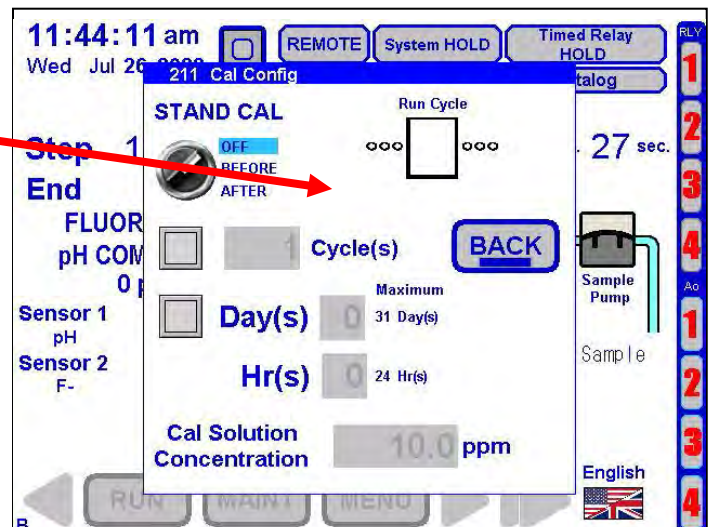 11:44:11 am
REMOTE
System HOLD
Timed Relay
HOLD
RLY
Wed Jul 26
talog
211 Cal Config
1
2
3
4
STAND CAL
Run Cycle
OFF
BEFORE
AFTER
Step 1
27 sec.
End
FLUOR
pH COM
0
1 Cycle(s)
BACK
Sample
Pump
Ao
1
2
3
4
Maximum
Day(s) 0 31 Day(s)
Sensor 1
pH
Sample
Hr(s) 0 24 Hr(s)
Sensor 2
F-
Cal Solution
Concentration
10.0 ppm
English
RUN
MAINT
MENU
B